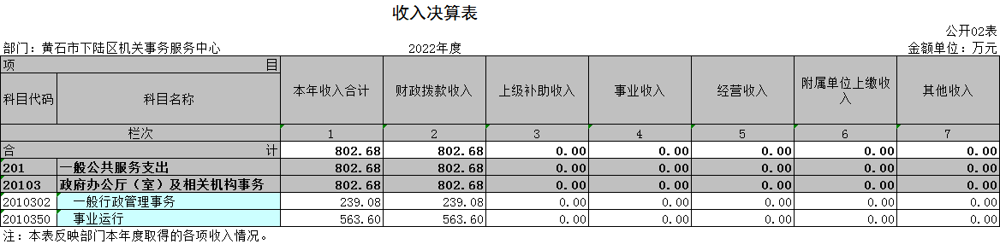 收入决算表
公开02表
部门：黄石市下陆区机关事务服务中心 2022年度 金额单位：万元
项 目 本年收入合计 财政拨款收入 上级补助收入 事业收入 经营收入 附属单位上缴收入 其他收入
科目代码 科目名称
栏次 1 2 3 4 5 6 7
合 计 802.68 802.68 0.00 0.00 0.00 0.00 0.00
201 一般公共服务支出 802.68 802.68 0.00 0.00 0.00 0.00 0.00
20103 政府办公厅（室）及相关机构事务 802.68 802.68 0.00 0.00 0.00 0.00 0.00
2010302 一般行政管理事务 239.08 239.08 0.00 0.00 0.00 0.00 0.00
2010350 事业运行 563.60 563.60 0.00 0.00 0.00 0.00 0.00
注：本表反映部门本年度取得的各项收入情况。